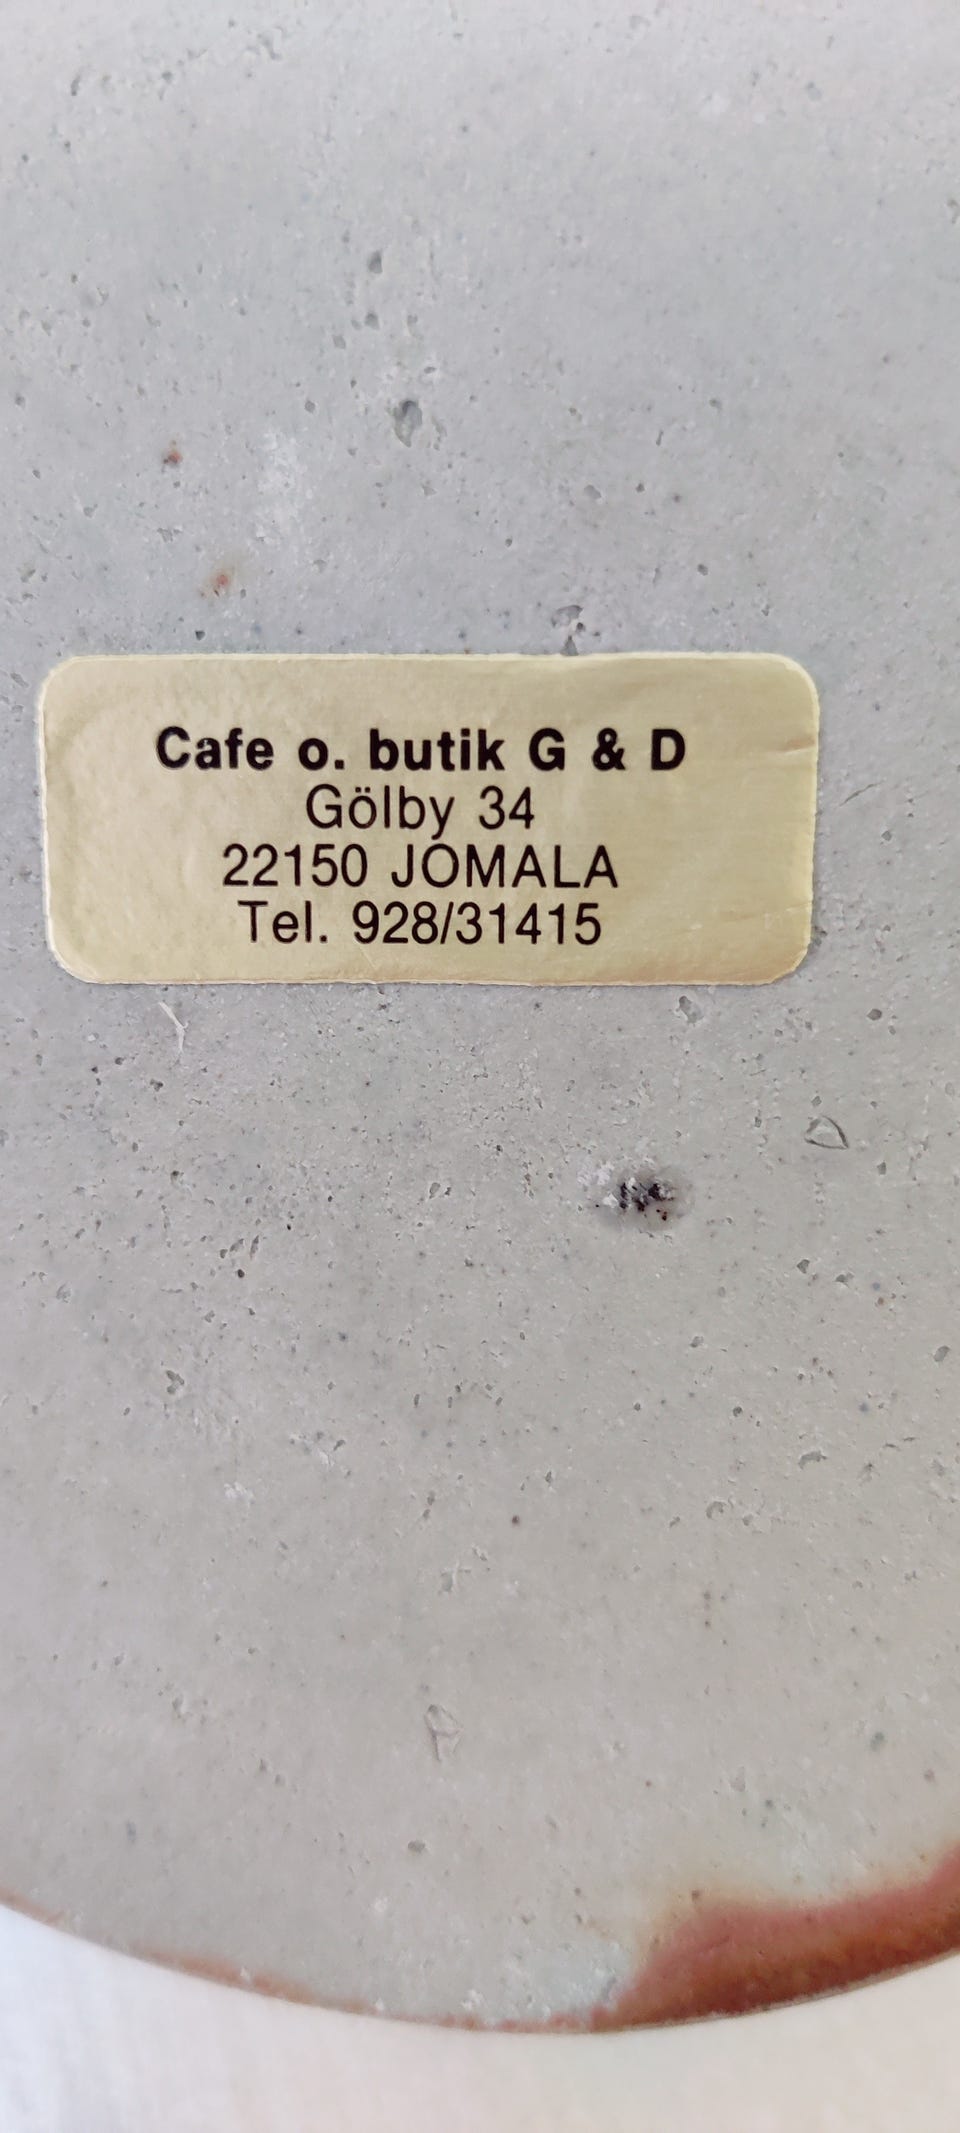 Cafe o. butik G & D
Gölby 34
22150 JOMALA
Tel. 928/31415